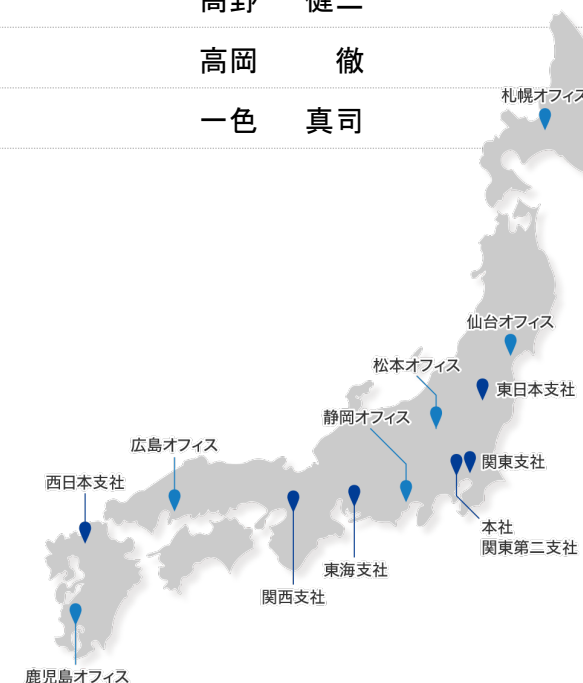 高岡 徹
一色 真司
札幌オフィス
仙台オフィス
松本オフィス
東日本支社
静岡オフィス
広島オフィス
関東支社
西日本支社
本社
関東第二支社
東海支社
関西支社
鹿児島オフィス